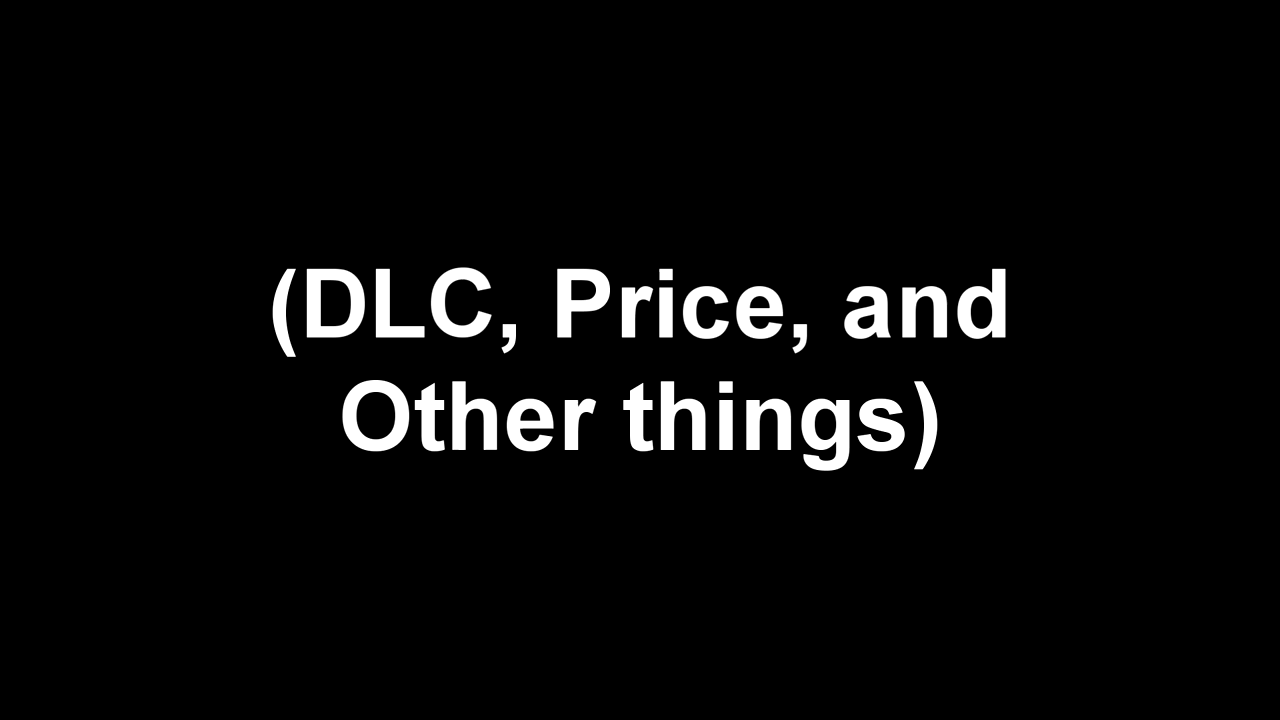 (DLC, Price, and
Other things)